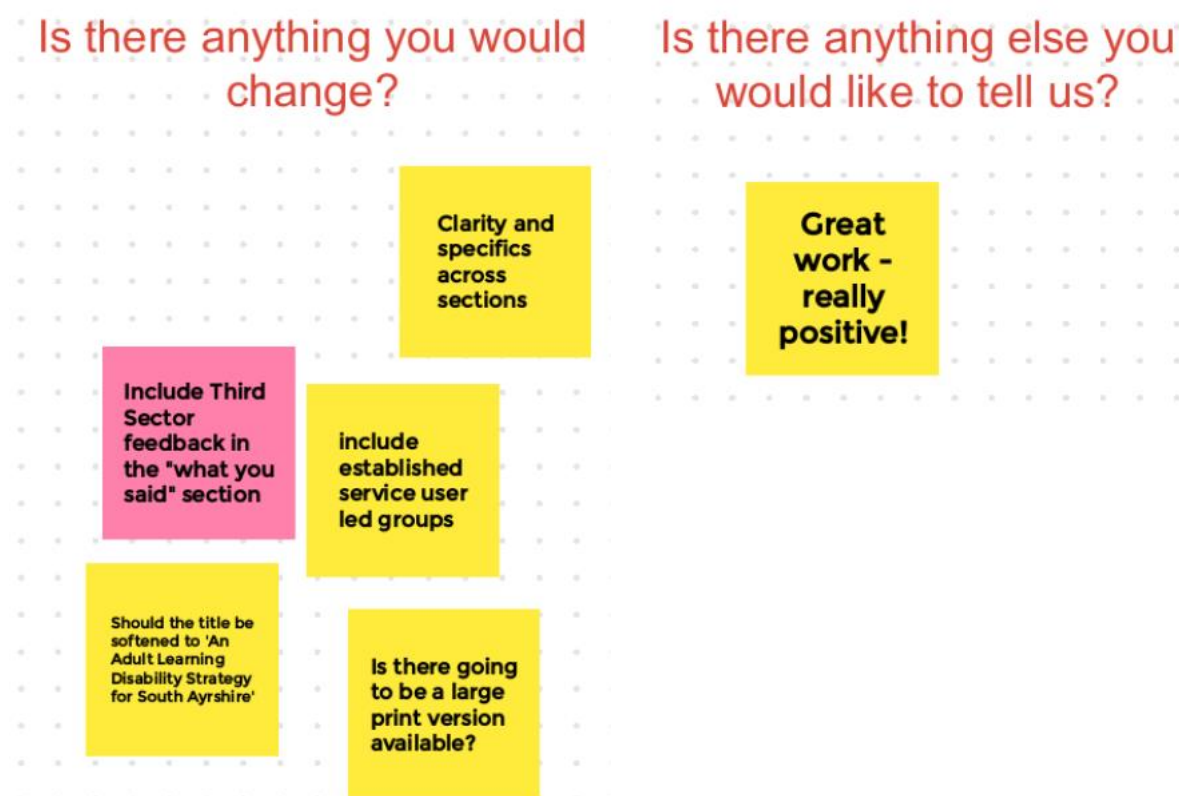 Is there anything you would
change?
Clarity and
specifics
across
sections
Include Third
Sector
feedback in
the "what you
said" section
include
established
service user
led groups
Should the title be
softened to 'An
Adult Learning
Disability Strategy
for South Ayrshire'
Is there going
to be a large
print version
available?
Is there anything else you
would like to tell us?
Great
work -
really
positive!